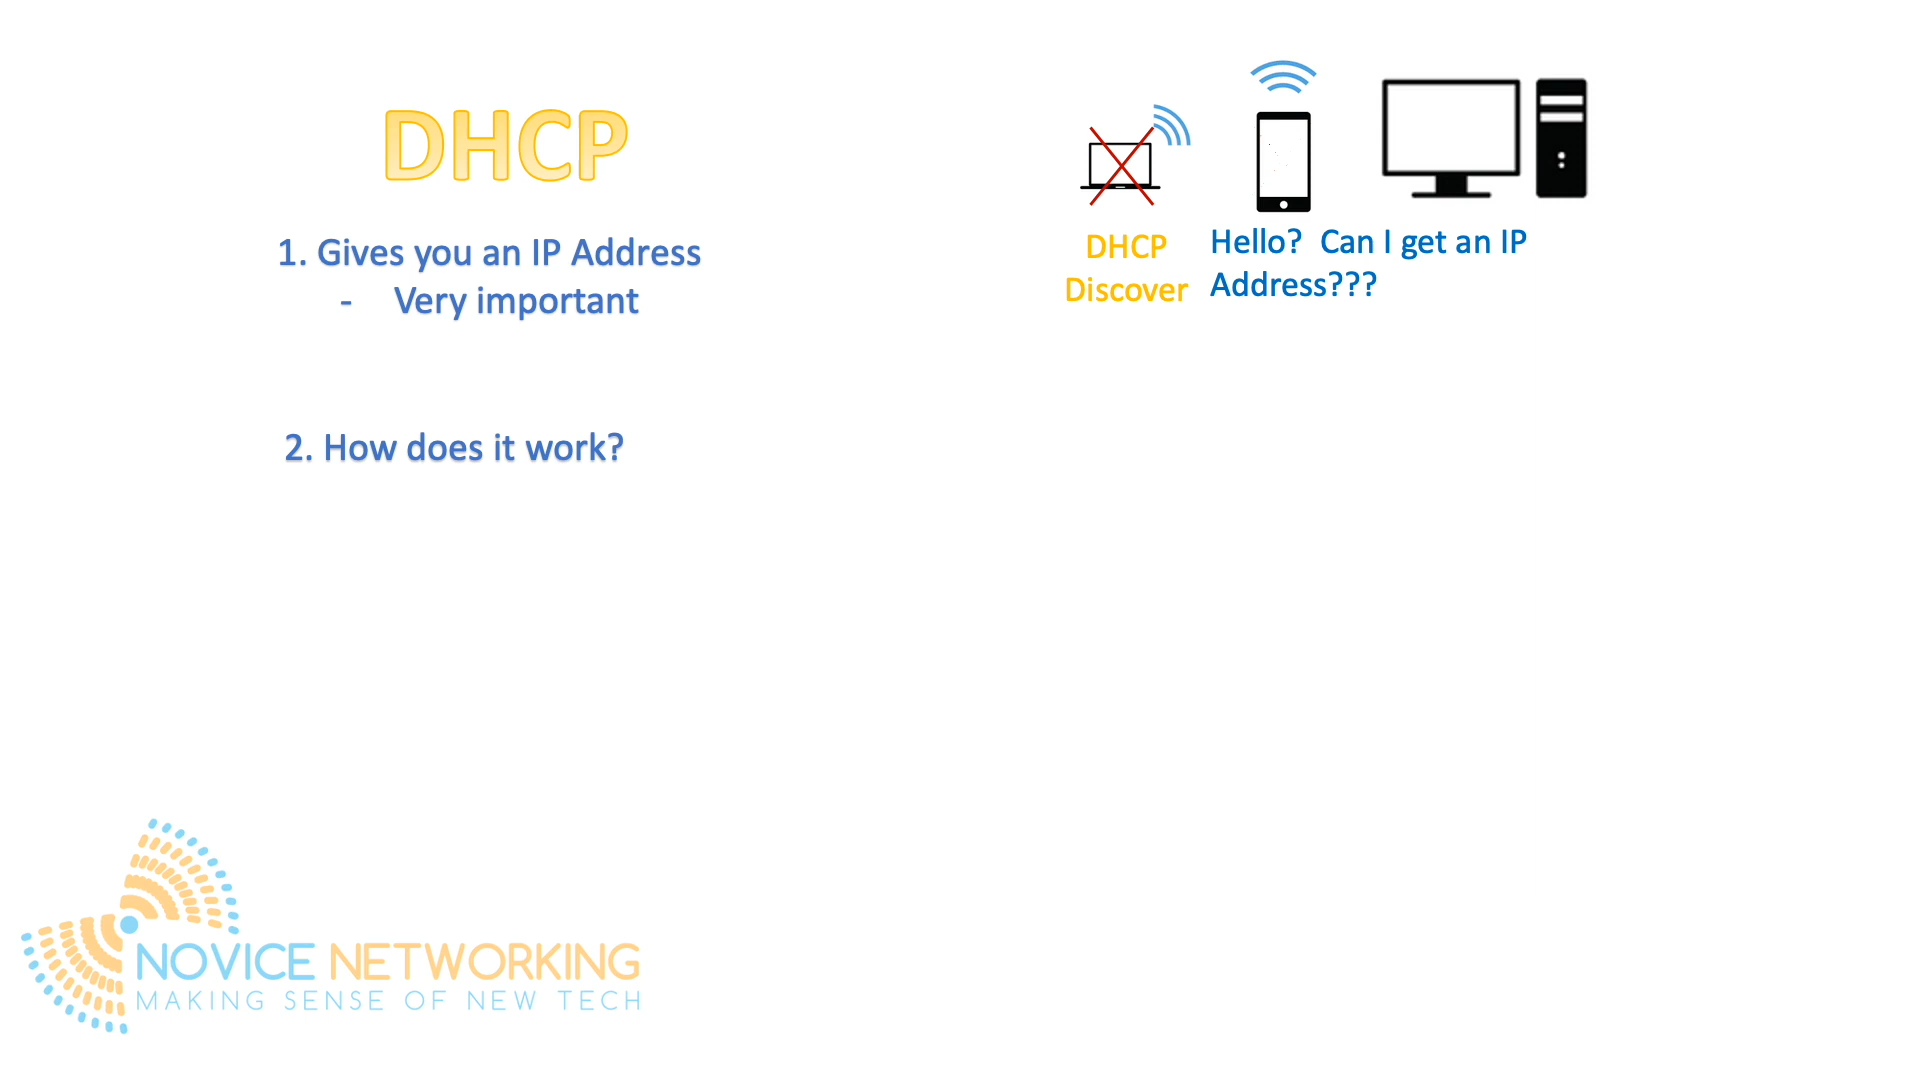 DHCP
1. Gives you an IP Address
- Very important
2. How does it work?
DHCP
Discover
Hello? Can I get an IP
Address???
NOVICE NETWORKING
MAKING SENSE OF NEW TECH